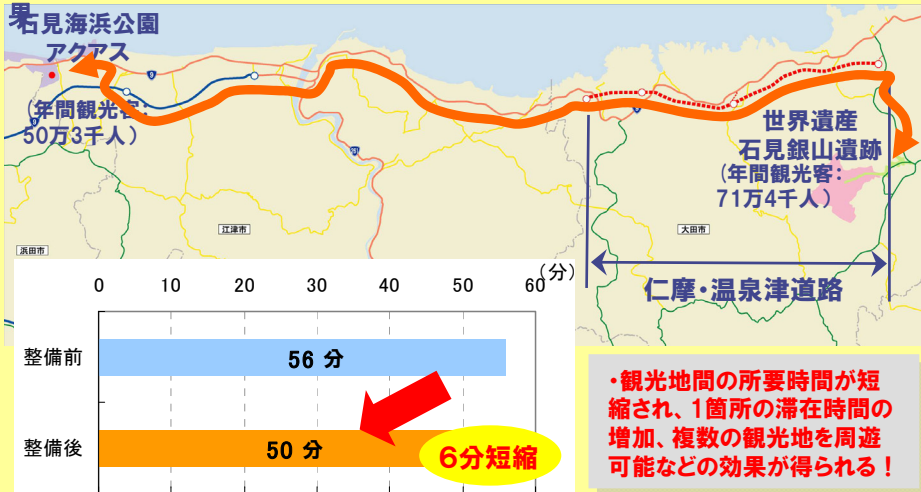 界
石見海浜公園
アクアス
(年間観光客:
50万3千人)
9
9
261
9
世界遺産
石見銀山遺跡
(年間観光客:
71万4千人)
江津市
大田市
浜田市
仁摩・温泉津道路
(分)
0 10 20 30 40 50 60
整備前
56 分
整備後
50 分
6分短縮
・観光地間の所要時間が短
縮され、1箇所の滞在時間の
増加、複数の観光地を周遊
可能などの効果が得られる！